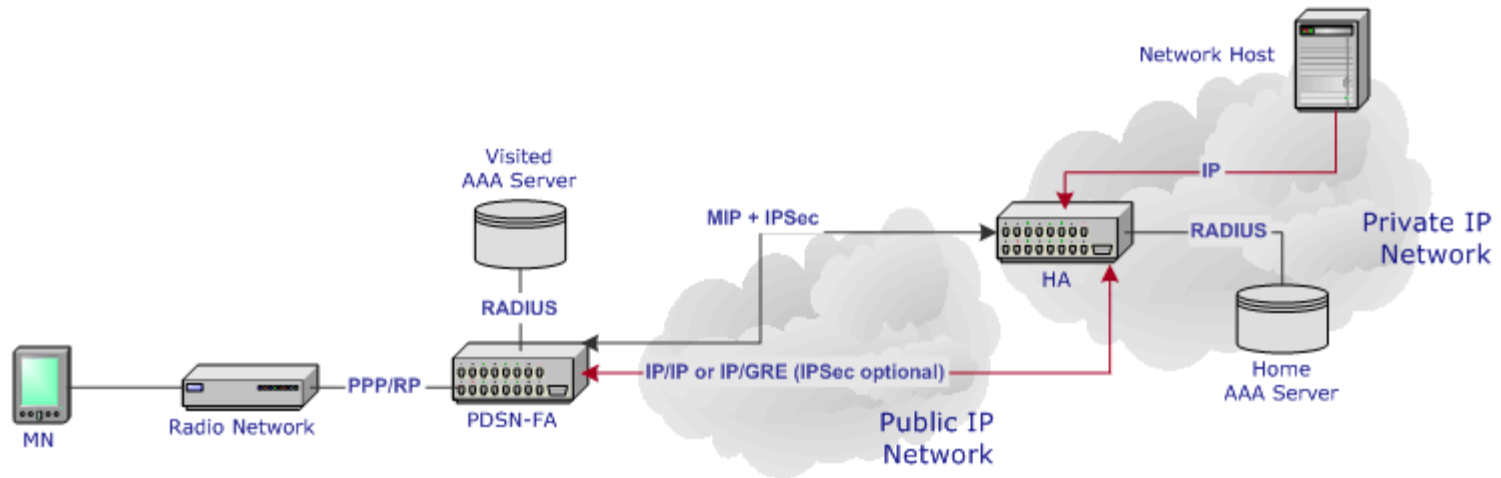 Network Host
Visited
AAA Server
IP
MIP + IPSec
RADIUS
Private IP
Network
HA
RADIUS
IP/IP or IP/GRE (IPSec optional)
Home
AAA Server
PPP/RP
MN
Radio Network
PDSN-FA
Public IP
Network